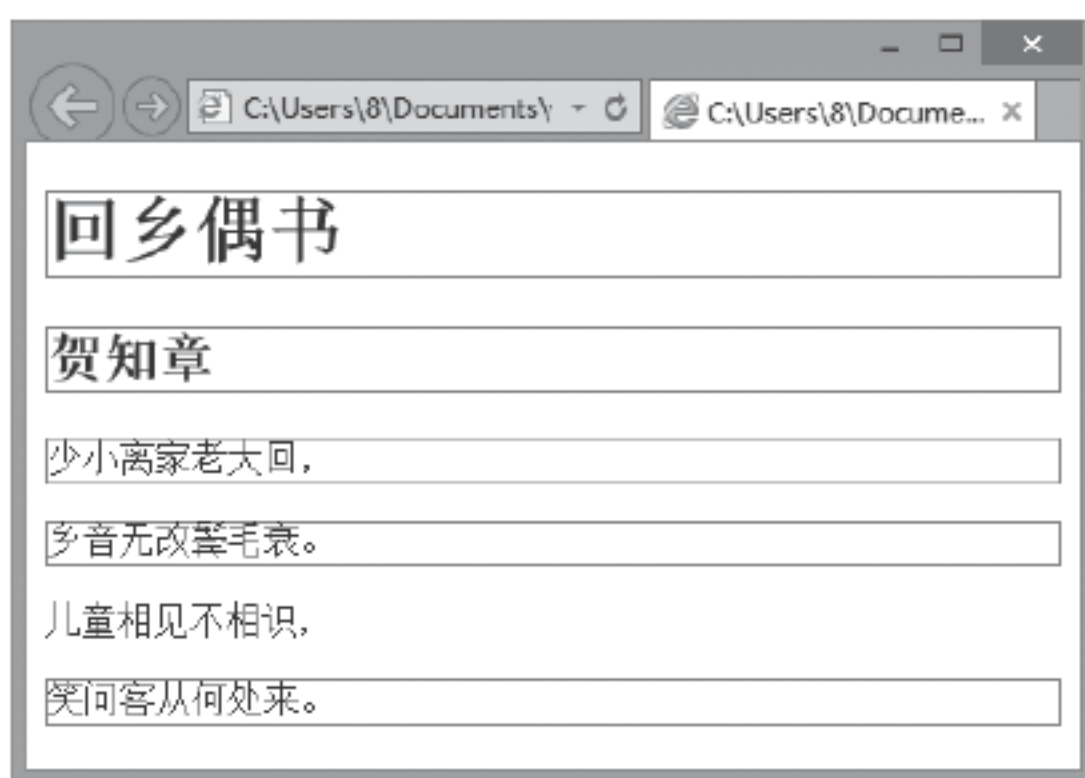 C:\Users\8\Documents\
C:\Users\8\Docume...
回乡偶书
贺知章
少小离家老大回，
乡音无改鬓毛衰。
儿童相见不相识，
笑问客从何处来。